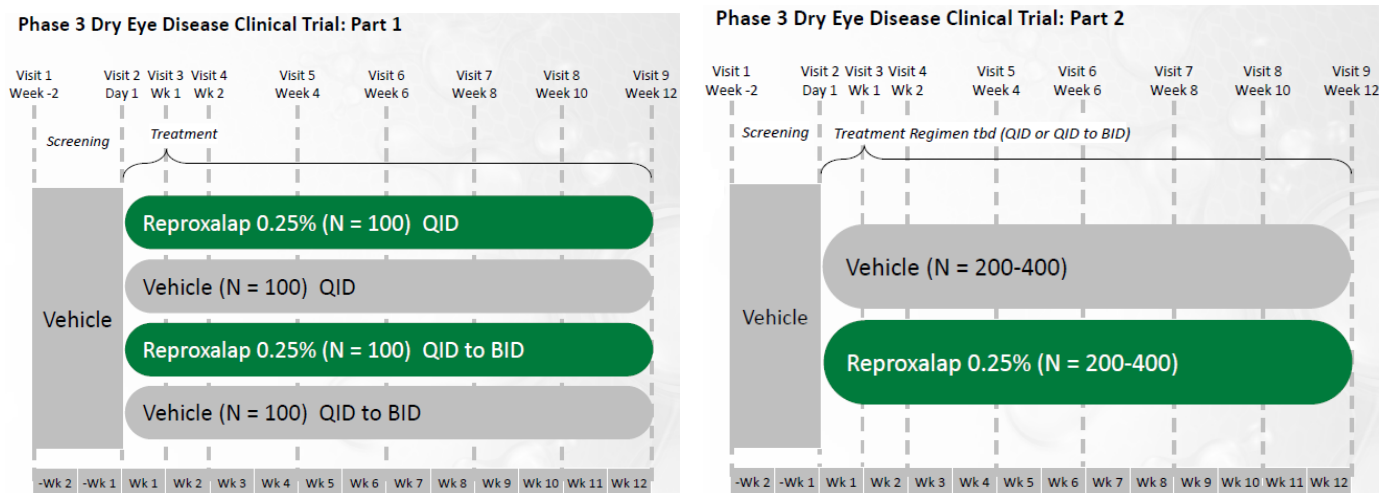 Phase 3 Dry Eye Disease Clinical Trial: Part 1
Visit 1 Visit 2 Visit 3 Visit 4 Visit 5 Visit 6 Visit 7 Visit 8 Visit 9
Week -2 Day 1 Wk 1 Wk 2 Week 4 Week 6 Week 8 Week 10 Week 12
Screening
Treatment
Vehicle
Reproxalap 0.25% (N = 100) QID
Vehicle (N = 100) QID
Reproxalap 0.25% (N = 100) QID to BID
Vehicle (N = 100) QID to BID
-Wk 2 -Wk 1 Wk 1 Wk 2 Wk 3 Wk 4 Wk 5 Wk 6 Wk 7 Wk 8 Wk 9 Wk 10 Wk 11 Wk 12
Phase 3 Dry Eye Disease Clinical Trial: Part 2
Visit 1 Visit 2 Visit 3 Visit 4 Visit 5 Visit 6 Visit 7 Visit 8 Visit 9
Week -2 Day 1 Wk 1 Wk 2 Week 4 Week 6 Week 8 Week 10 Week 12
Screening
Treatment Regimen tbd (QID or QID to BID)
Vehicle
Vehicle (N = 200-400)
Reproxalap 0.25% (N = 200-400)
-Wk 2 -Wk 1 Wk 1 Wk 2 Wk 3 Wk 4 Wk 5 Wk 6 Wk 7 Wk 8 Wk 9 Wk 10 Wk 11 Wk 12